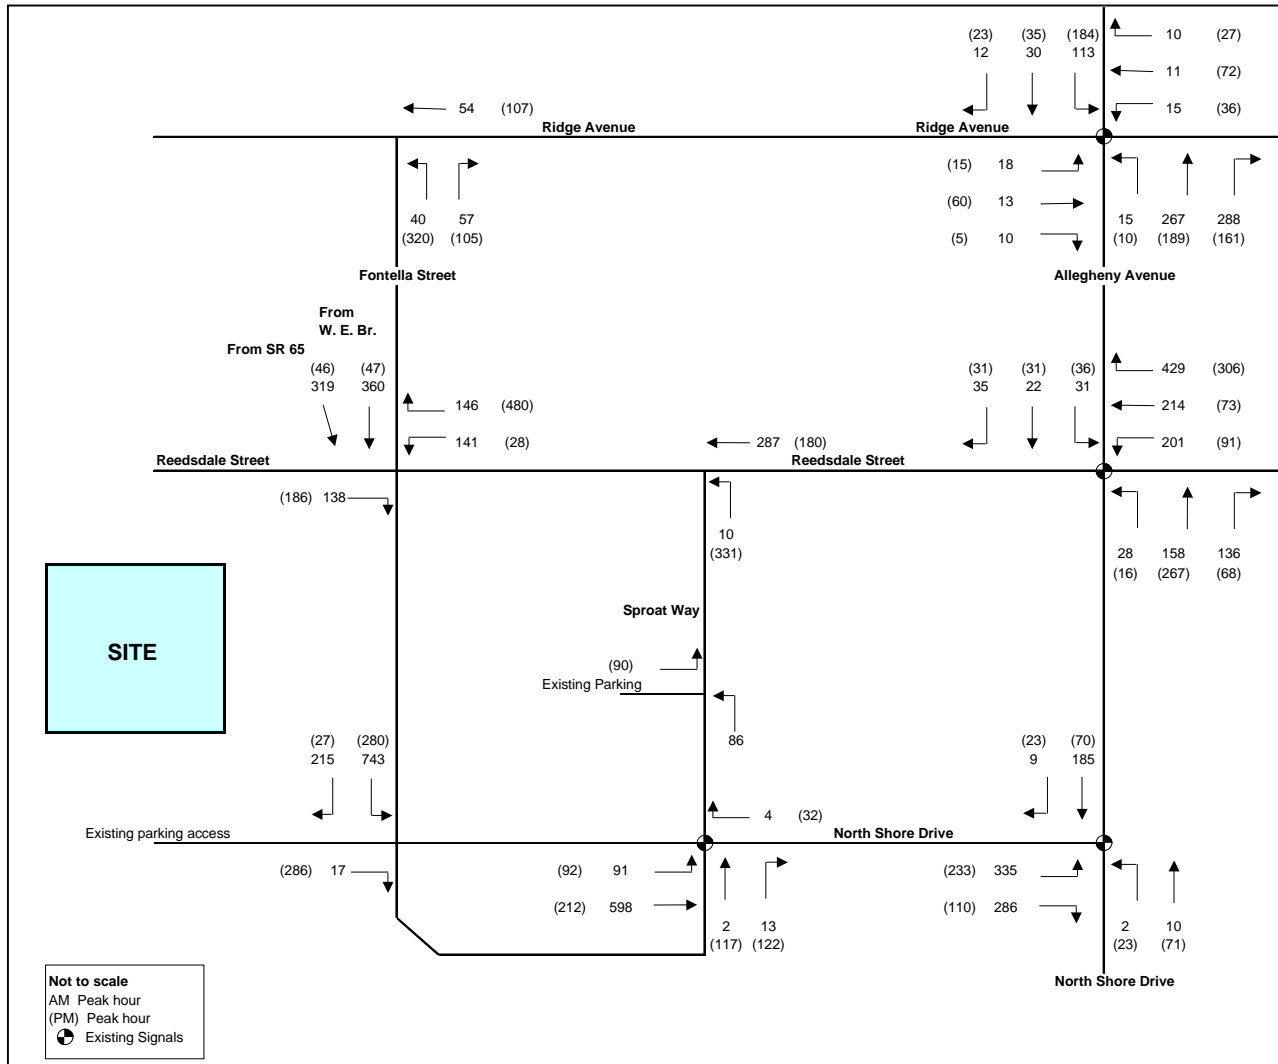 (23) (35) (184) 10 (27)
12 30 113
11 (72)
54 (107) 15 (36)
Ridge Avenue Ridge Avenue
(15) 18
(60) 13
40 57 15 267 288
(320) (105) (5) 10 (10) (189) (161)
Fontella Street Allegheny Avenue
From
W. E. Br.
From SR 65
(46) (47) (31) (31) (36) 429 (306)
319 360 35 22 31
146 (480) 214 (73)
141 (28) 287 (180) 201 (91)
Reedsdale Street Reedsdale Street
(186) 138
10 28 158 136
(331) (16) (267) (68)
Sproat Way
SITE
(90)
Existing Parking
86
(27) (280) (23) (70)
215 743 9 185
4 (32)
Existing parking access North Shore Drive
(286) 17 (92) 91 (233) 335
(212) 598 (110) 286
2 13 2 10
(117) (122) (23) (71)
North Shore Drive
Not to scale
AM Peak hour
(PM) Peak hour
Existing Signals